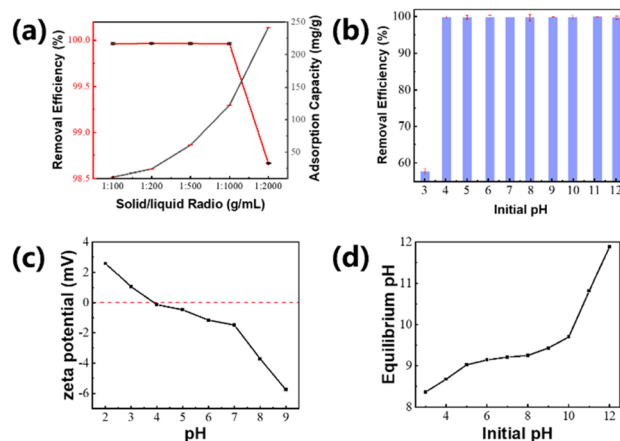 (a)
Removal Efficiency (%)
100.0
99.5
99.0
98.5
250
200
150
100
50
Adsorption Capacity (mg/g)
1:100 1:200 1:500 1:1000 1:2000
Solid/liquid Radio (g/mL)
(b)
Removal Efficiency (%)
100
90
80
70
60
3 4 5 6 7 8 9 10 11 12
Initial pH
(c)
zeta potential (mV)
4
2
0
-2
-4
-6
2 3 4 5 6 7 8 9
pH
(d)
Equilibrium pH
12
11
10
9
8
4 6 8 10 12
Initial pH